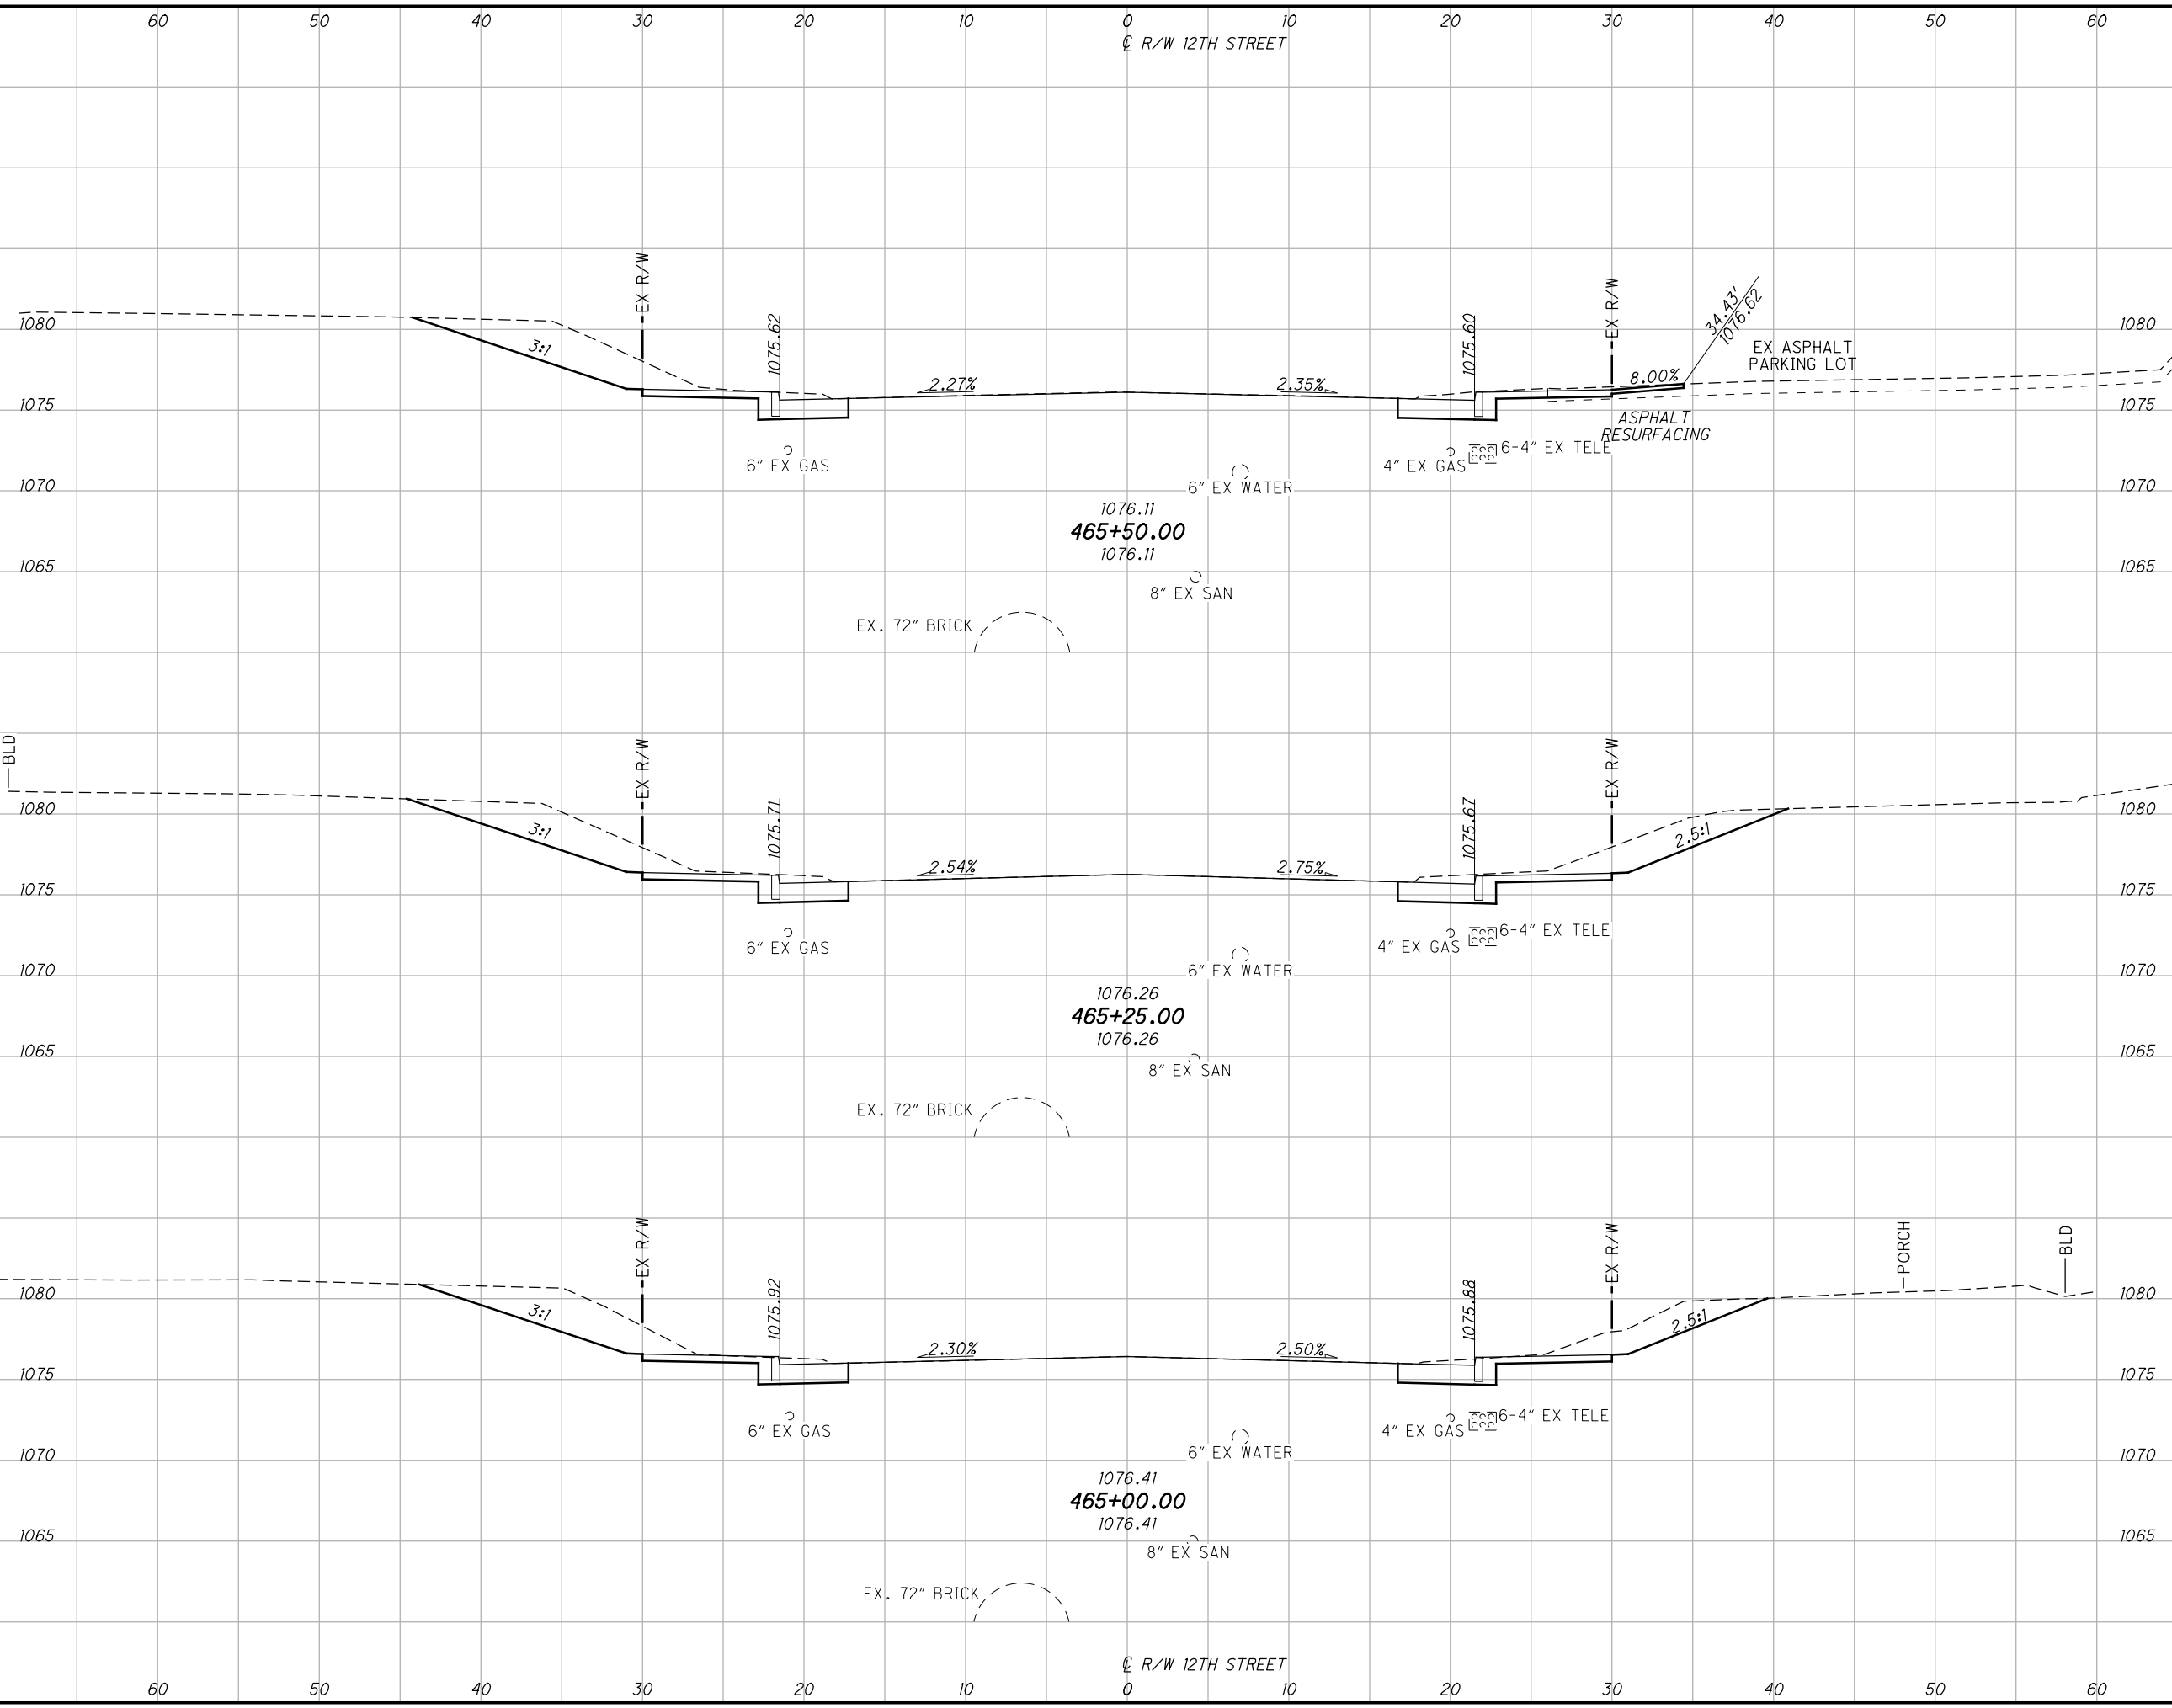 60 50 40 30 20 10 0 10 20 30 40 50 60
℄ R/W 12TH STREET
EX R/W
EX R/W
34.43'
1076.62
1075.62
1075.60
1080
1080
3:1
EX ASPHALT
PARKING LOT
2.27%
2.35%
8.00%
1075
1075
ASPHALT
RESURFACING
6" EX GAS
4" EX GAS
6-4" EX TELE
6" EX WATER
1070
1070
1076.11
465+50.00
1076.11
1065
1065
8" EX SAN
EX. 72" BRICK
BLD
EX R/W
EX R/W
1075.71
1075.67
1080
1080
3:1
2.5:1
2.54%
2.75%
1075
1075
6" EX GAS
4" EX GAS
6-4" EX TELE
6" EX WATER
1070
1070
1076.26
465+25.00
1076.26
1065
1065
8" EX SAN
EX. 72" BRICK
EX R/W
EX R/W
PORCH
BLD
1075.92
1075.88
1080
1080
3:1
2.5:1
2.30%
2.50%
1075
1075
6" EX GAS
4" EX GAS
6-4" EX TELE
6" EX WATER
1070
1070
1076.41
465+00.00
1076.41
1065
1065
8" EX SAN
EX. 72" BRICK
℄ R/W 12TH STREET
60 50 40 30 20 10 0 10 20 30 40 50 60